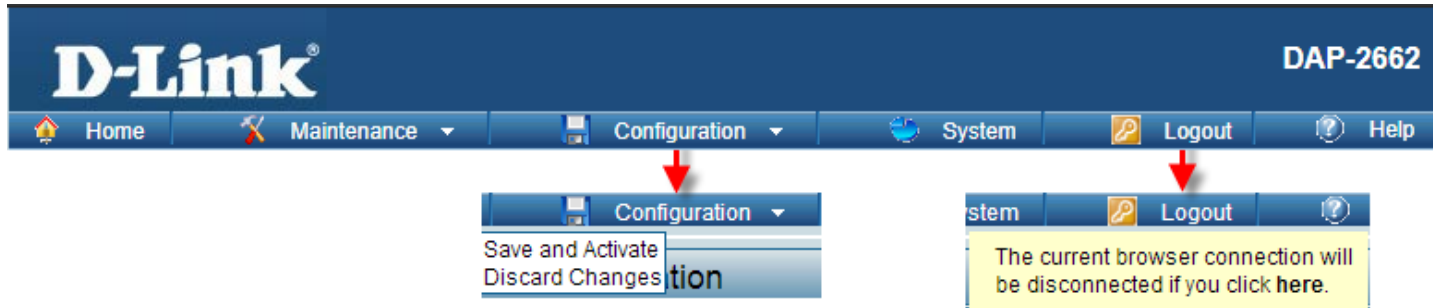 D-Link®
DAP-2662
Home Maintenance Configuration System Logout Help
Configuration
Save and Activate
Discard Changes
tion
stem Logout
The current browser connection will
be disconnected if you click here.